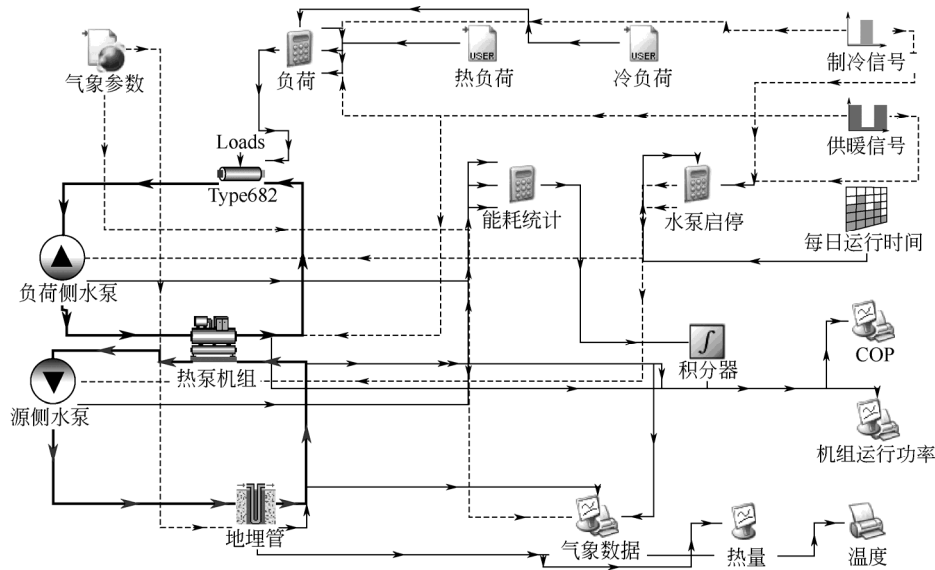 气象参数
负荷
USER
热负荷
USER
冷负荷
制冷信号
供暖信号
Loads
Type682
能耗统计
水泵启停
每日运行时间
负荷侧水泵
热泵机组
积分器
COP
源侧水泵
机组运行功率
地埋管
气象数据
热量
温度